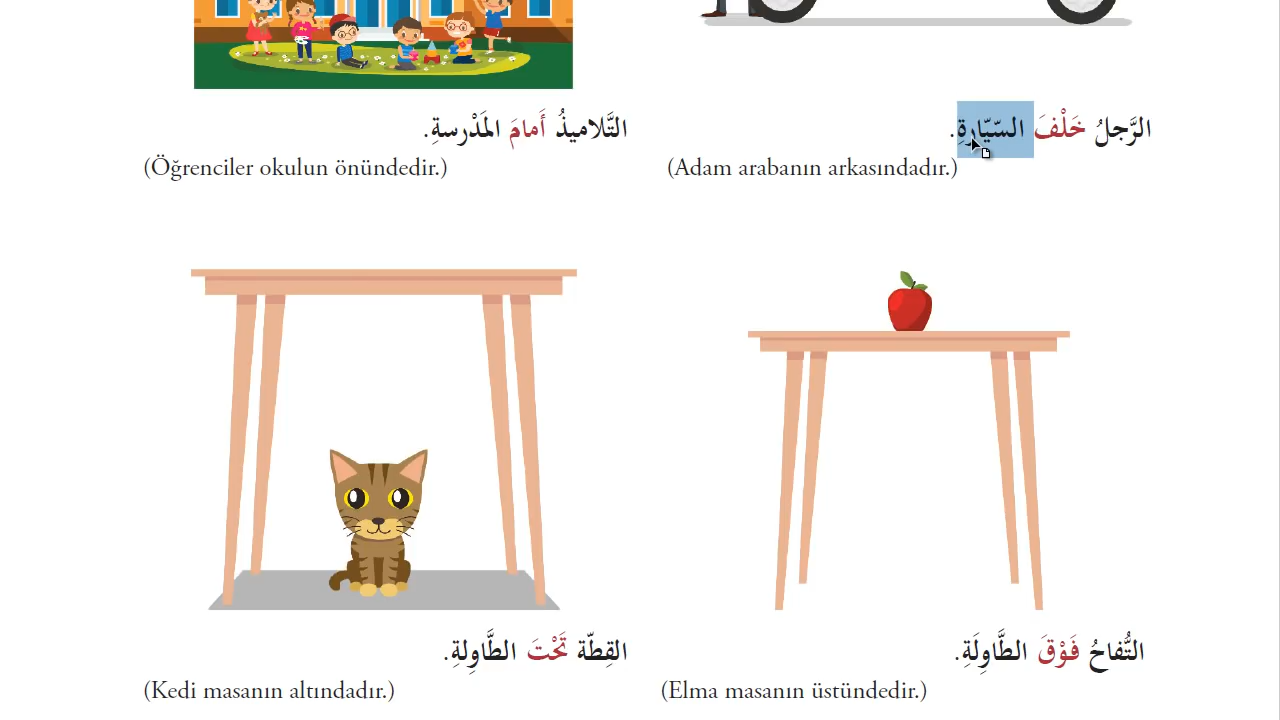 الرَّجلُ خَلْفَ السّيّارةِ.
(Adam arabanın arkasındadır.)
التَّلاميذُ أَمامَ المَدْرسةِ.
(Öğrenciler okulun önündedir.)
التُّفاحُ فَوْقَ الطَّاوِلَةِ.
(Elma masanın üstündedir.)
القِطّة تَحْتَ الطَّاوِلةِ.
(Kedi masanın altındadır.)